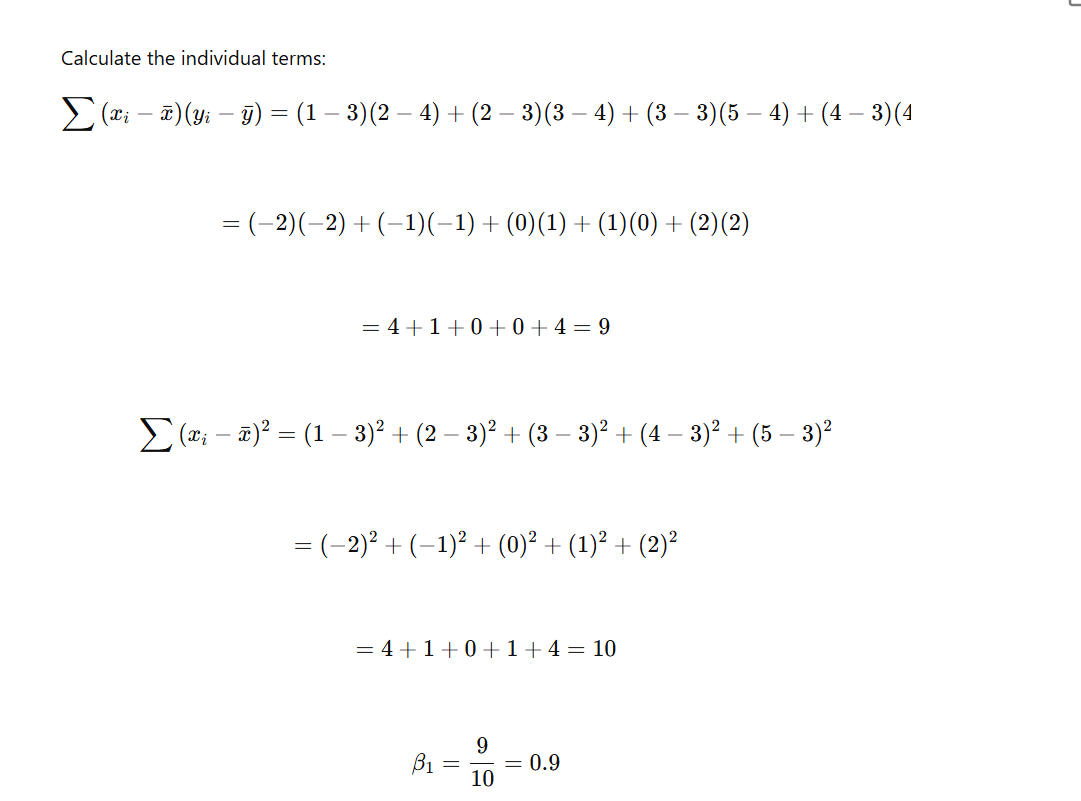 Calculate the individual terms:
∑(xᵢ − x̄)(yᵢ − ȳ) = (1 − 3)(2 − 4) + (2 − 3)(3 − 4) + (3 − 3)(5 − 4) + (4 − 3)(4
= (−2)(−2) + (−1)(−1) + (0)(1) + (1)(0) + (2)(2)
= 4 + 1 + 0 + 0 + 4 = 9
∑(xᵢ − x̄)² = (1 − 3)² + (2 − 3)² + (3 − 3)² + (4 − 3)² + (5 − 3)²
= (−2)² + (−1)² + (0)² + (1)² + (2)²
= 4 + 1 + 0 + 1 + 4 = 10
β₁ = 9/10 = 0.9